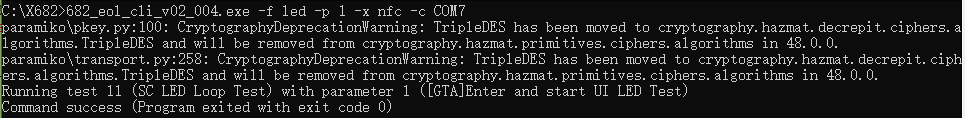 C:\X682>682_eol_cli_v02_004.exe -f led -p 1 -x nfc -c COM7
paramiko\pkey.py:100: CryptographyDeprecationWarning: TripleDES has been moved to cryptography.hazmat.decrepit.ciphers.a
lgorithms.TripleDES and will be removed from cryptography.hazmat.primitives.ciphers.algorithms in 48.0.0.
paramiko\transport.py:258: CryptographyDeprecationWarning: TripleDES has been moved to cryptography.hazmat.decrepit.ciph
ers.algorithms.TripleDES and will be removed from cryptography.hazmat.primitives.ciphers.algorithms in 48.0.0.
Running test 11 (SC LED Loop Test) with parameter 1 ([GTA]Enter and start UI LED Test)
Command success (Program exited with exit code 0)